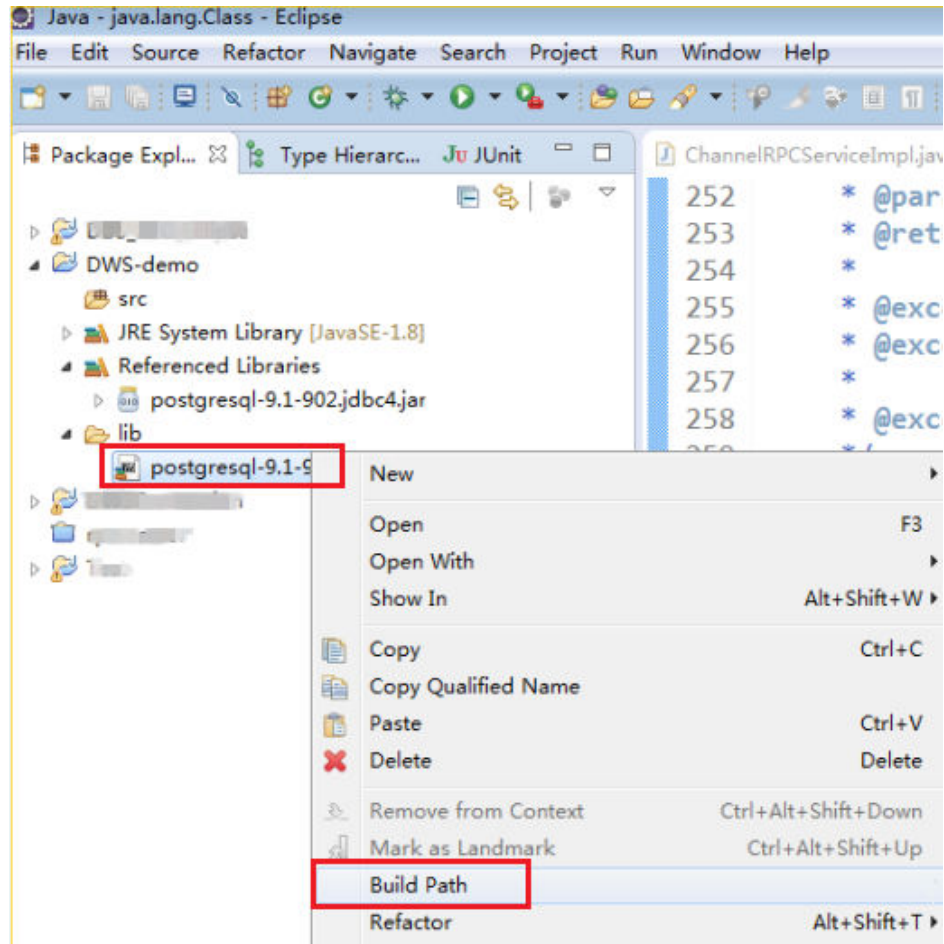 Java - java.lang.Class - Eclipse
File Edit Source Refactor Navigate Search Project Run Window Help
Package Expl... Type Hierarc... Ju JUnit
ChannelRPCServiceImpl.jav
DWS-demo
src
JRE System Library [JavaSE-1.8]
Referenced Libraries
postgresql-9.1-902.jdbc4.jar
lib
postgresql-9.1-9
252 * @par
253 * @ret
254 *
255 * @exc
256 * @exc
257 *
258 * @exc
New
Open F3
Open With
Show In Alt+Shift+W
Copy Ctrl+C
Copy Qualified Name
Paste Ctrl+V
Delete Delete
Remove from Context Ctrl+Alt+Shift+Down
Mark as Landmark Ctrl+Alt+Shift+Up
Build Path
Refactor Alt+Shift+T